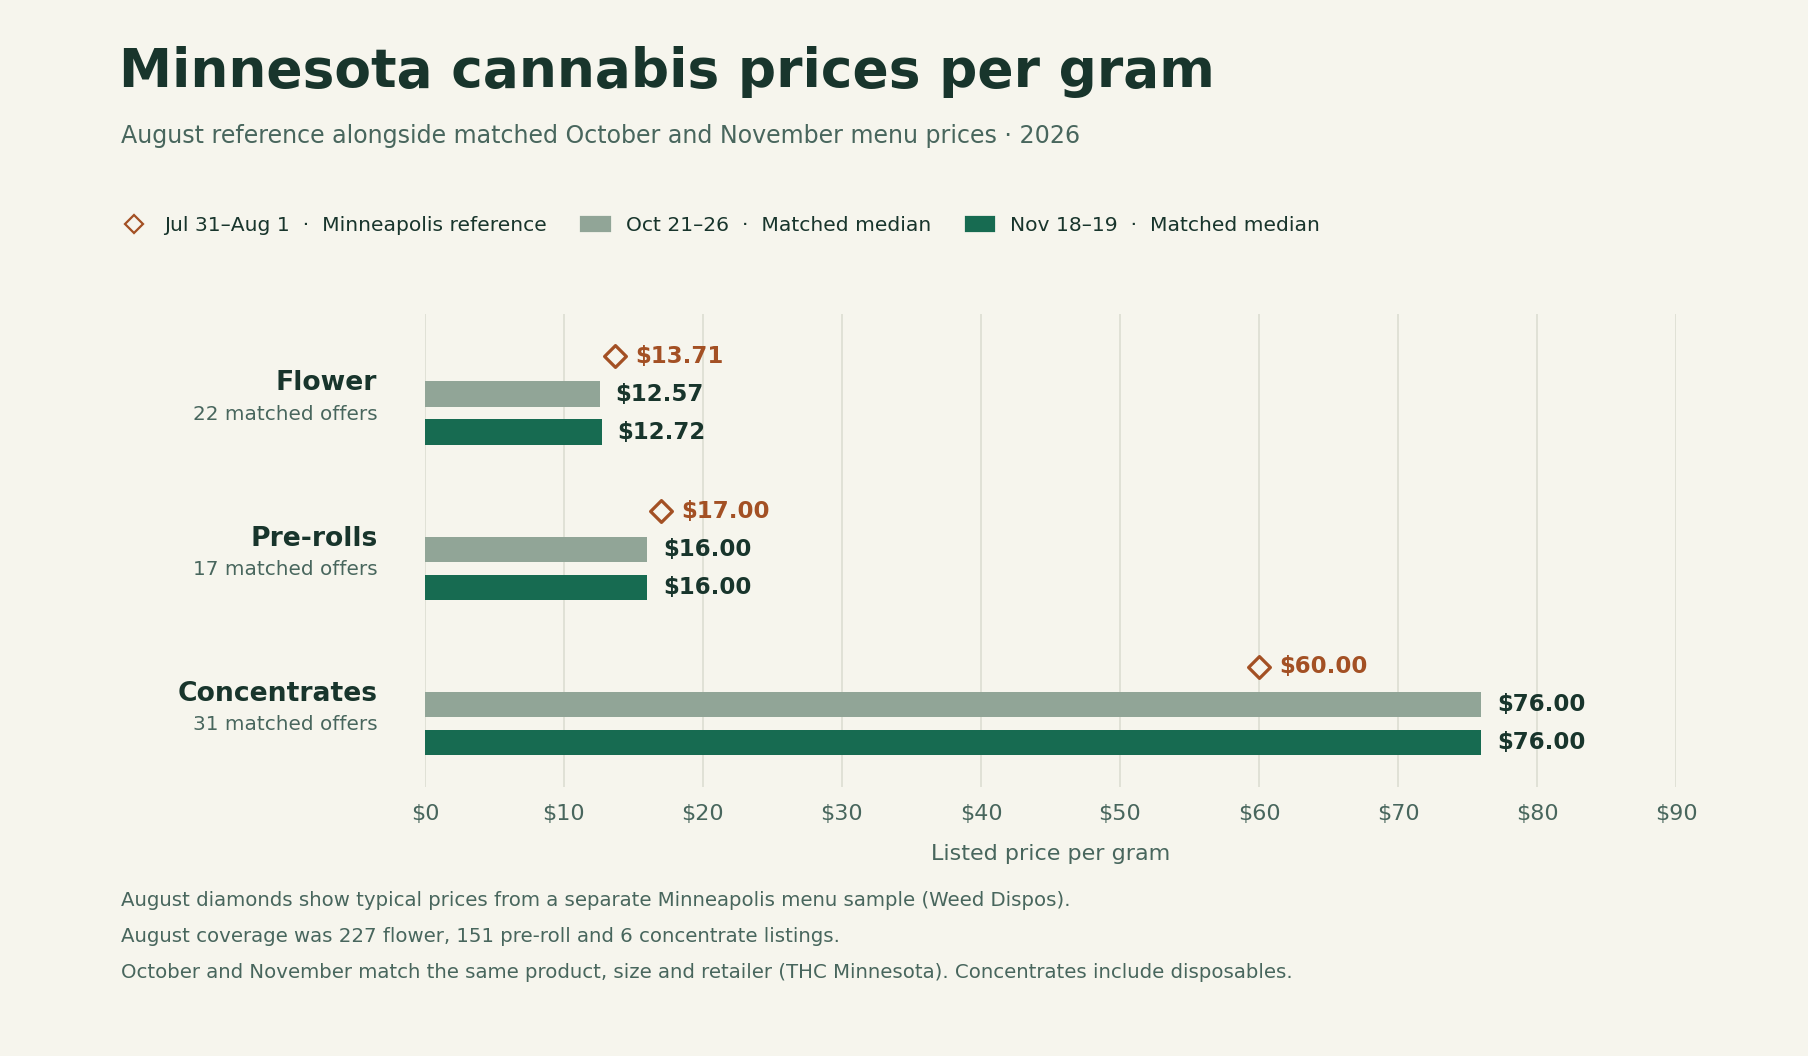 Minnesota cannabis prices per gram
August reference alongside matched October and November menu prices · 2026
Jul 31–Aug 1 · Minneapolis reference
Oct 21–26 · Matched median
Nov 18–19 · Matched median
Flower
22 matched offers
$13.71
$12.57
$12.72
Pre-rolls
17 matched offers
$17.00
$16.00
$16.00
Concentrates
31 matched offers
$60.00
$76.00
$76.00
$0 $10 $20 $30 $40 $50 $60 $70 $80 $90
Listed price per gram
August diamonds show typical prices from a separate Minneapolis menu sample (Weed Dispos).
August coverage was 227 flower, 151 pre-roll and 6 concentrate listings.
October and November match the same product, size and retailer (THC Minnesota). Concentrates include disposables.